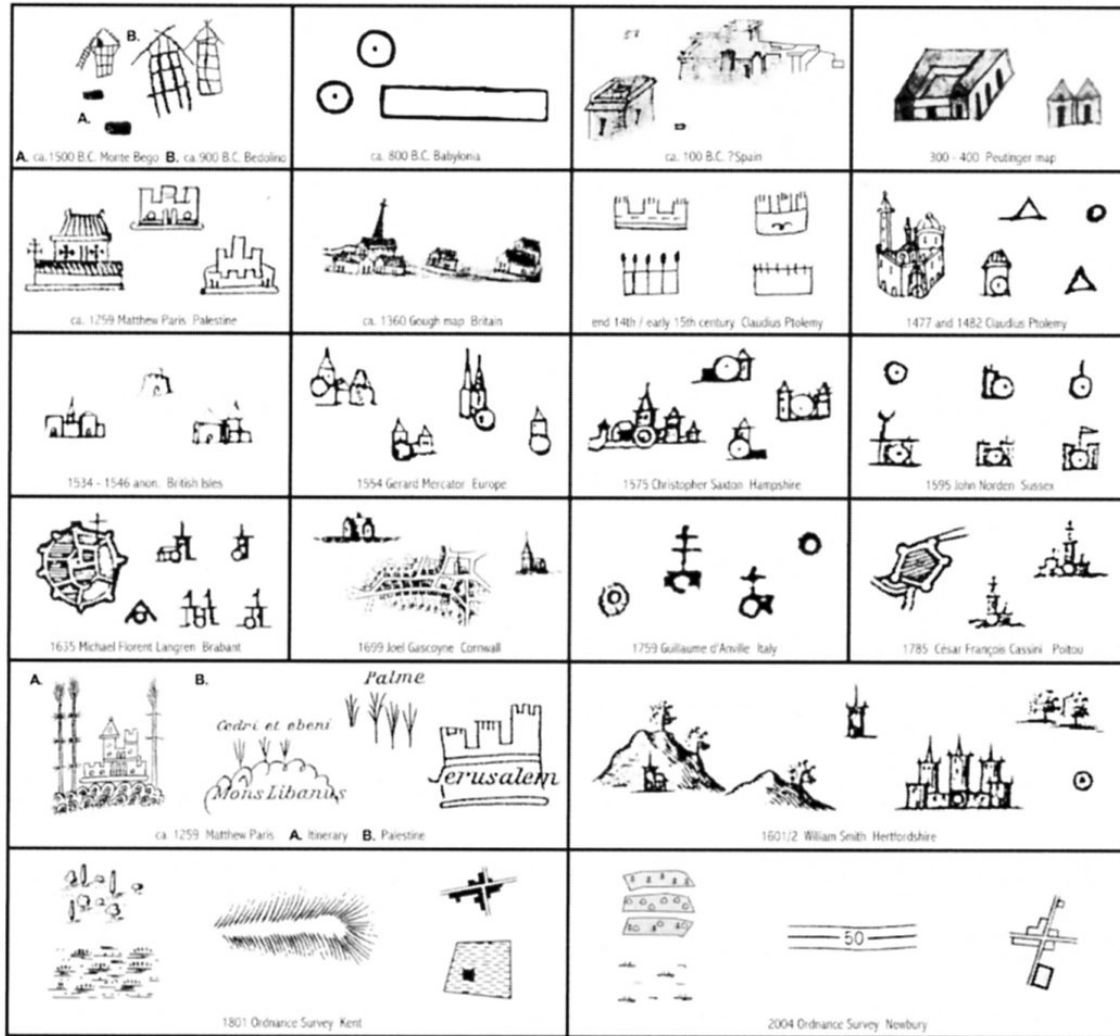 B.
A.
A. ca. 1500 B.C. Monte Bego B. ca. 900 B.C. Bedolino
ca. 800 B.C. Babylonia
ca. 100 B.C. ?Spain
300 - 400 Peutinger map
ca. 1259 Matthew Paris Palestine
ca. 1360 Gough map Britain
end 14th / early 15th century Claudius Ptolemy
1477 and 1482 Claudius Ptolemy
1534 - 1546 anon. British Isles
1554 Gerard Mercator Europe
1575 Christopher Saxton Hampshire
1595 John Norden Sussex
1635 Michael Florent Langren Brabant
1699 Joel Gascoyne Cornwall
1759 Guillaume d'Anville Italy
1785 César François Cassini Poitou
A.
B.
Palme
Cedri et ebeni
Mons Libanus
Jerusalem
ca. 1259 Matthew Paris A. Itinerary B. Palestine
1601/2 William Smith Hertfordshire
1801 Ordnance Survey Kent
50
2004 Ordnance Survey Newbury